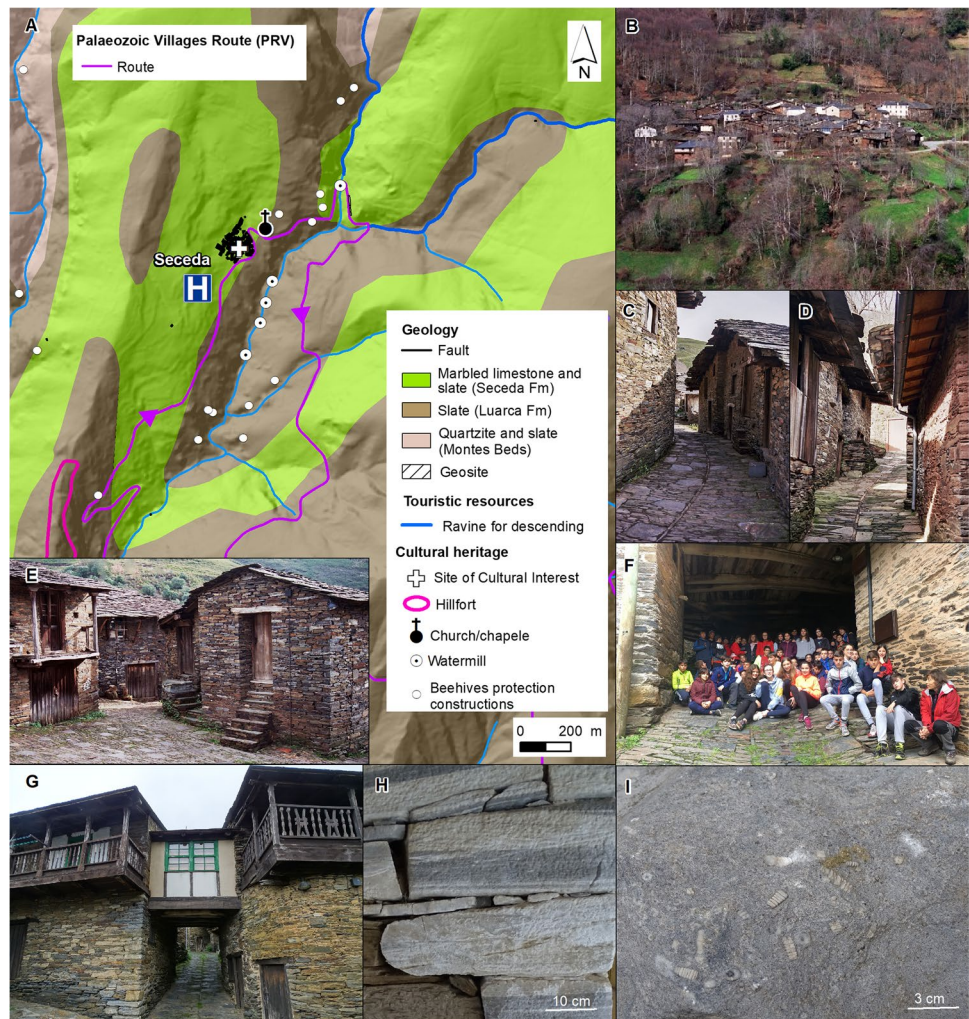 A
Palaeozoic Villages Route (PRV)
Route
N
Seceda
H
Geology
Fault
Marbled limestone and
slate (Seceda Fm)
Slate (Luarca Fm)
Quartzite and slate
(Montes Beds)
Geosite
Touristic resources
Ravine for descending
Cultural heritage
Site of Cultural Interest
Hillfort
Church/chapele
Watermill
Beehives protection
constructions
0 200 m
B
C
D
E
F
G
H
10 cm
I
3 cm